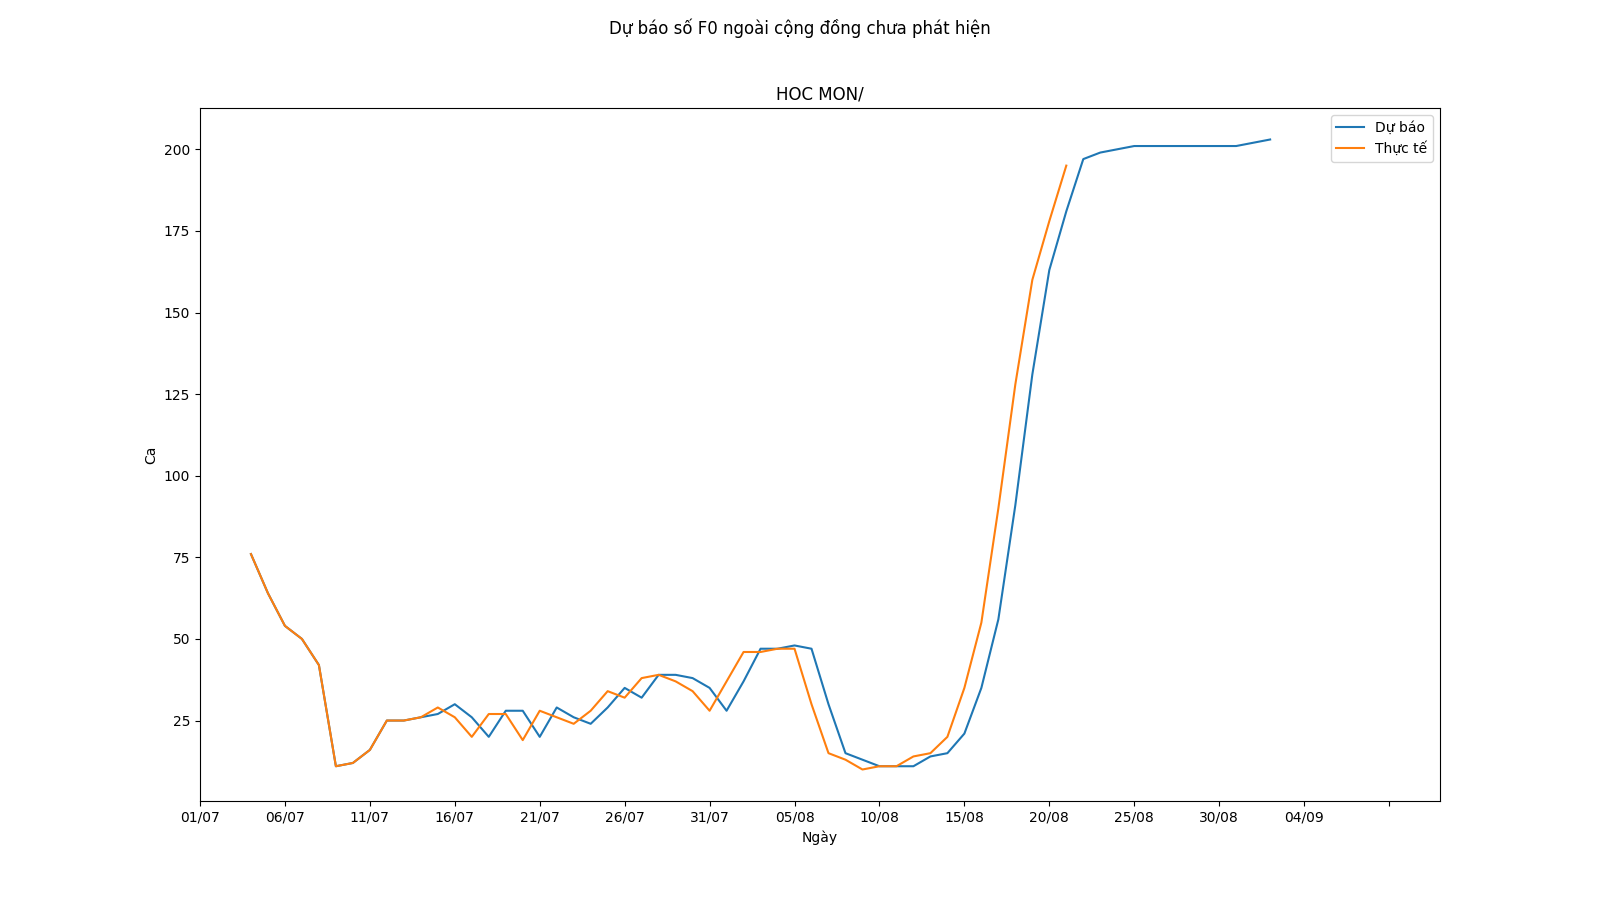 Dự báo số F0 ngoài cộng đồng chưa phát hiện
HOC MON/
Dự báo
Thực tế
200
175
150
125
100
75
50
25
Ca
01/07 06/07 11/07 16/07 21/07 26/07 31/07 05/08 10/08 15/08 20/08 25/08 30/08 04/09
Ngày